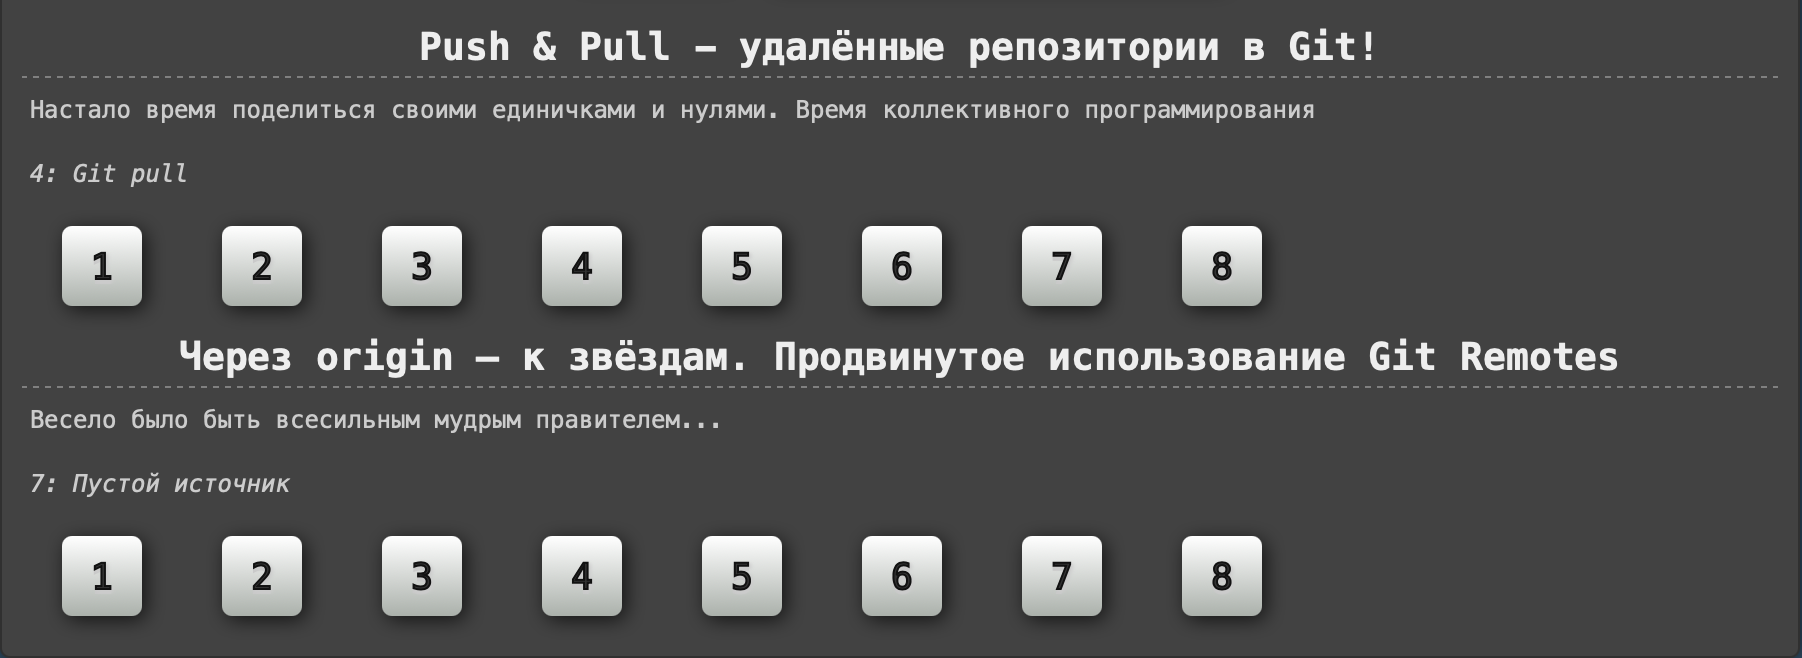 Push & Pull – удалённые репозитории в Git!
Настало время поделиться своими единичками и нулями. Время коллективного программирования
4: Git pull
1 2 3 4 5 6 7 8
Через origin – к звёздам. Продвинутое использование Git Remotes
Весело было быть всесильным мудрым правителем...
7: Пустой источник
1 2 3 4 5 6 7 8